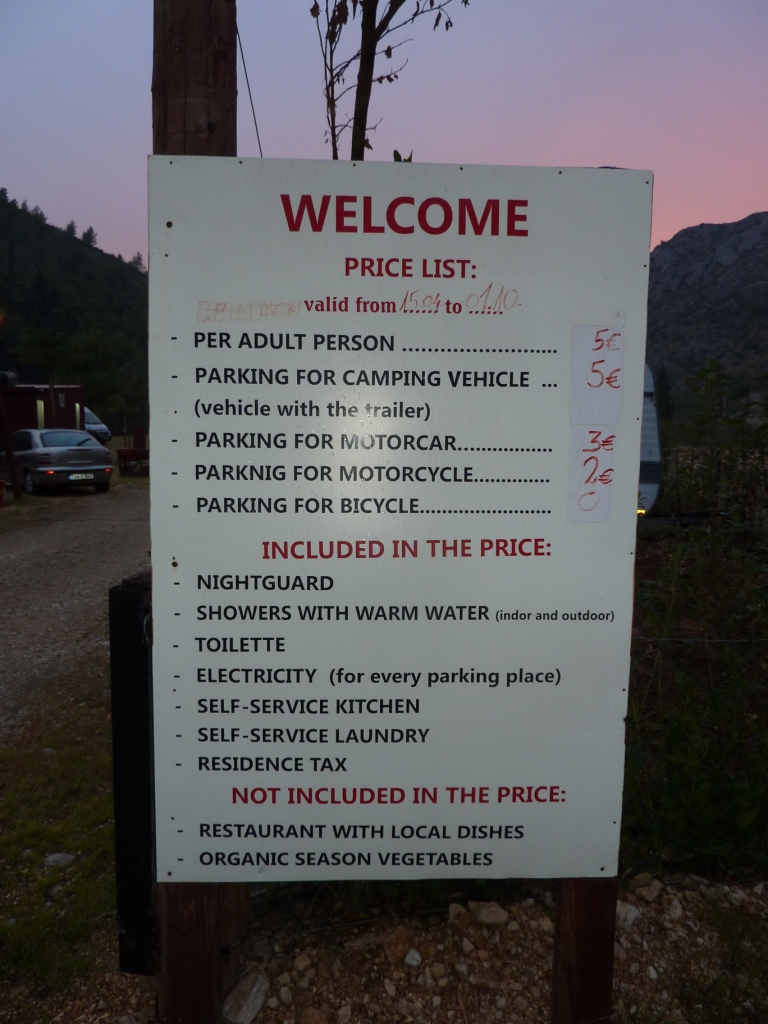 WELCOME
PRICE LIST:
valid from 15.04 to 01.10.
- PER ADULT PERSON ............................. 5€
- PARKING FOR CAMPING VEHICLE ... 5€
. (vehicle with the trailer)
- PARKING FOR MOTORCAR.................. 3€
- PARKNIG FOR MOTORCYCLE.............. 2€
- PARKING FOR BICYCLE........................ 0
INCLUDED IN THE PRICE:
- NIGHTGUARD
- SHOWERS WITH WARM WATER (indor and outdoor)
- TOILETTE
- ELECTRICITY (for every parking place)
- SELF-SERVICE KITCHEN
- SELF-SERVICE LAUNDRY
- RESIDENCE TAX
NOT INCLUDED IN THE PRICE:
- RESTAURANT WITH LOCAL DISHES
- ORGANIC SEASON VEGETABLES